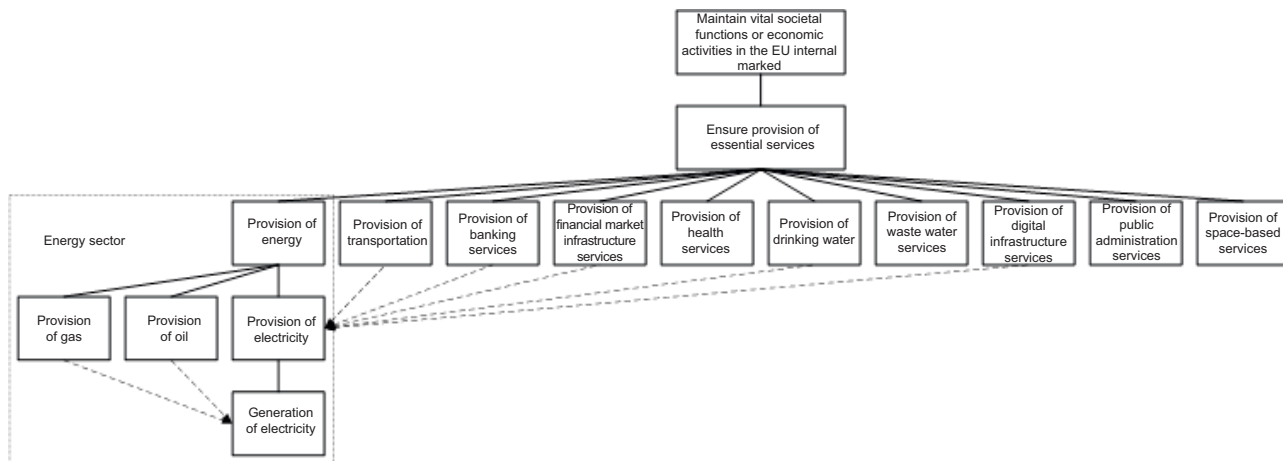 Maintain vital societal
functions or economic
activities in the EU internal
marked
Ensure provision of
essential services
Energy sector
Provision of
energy
Provision of
transportation
Provision of
banking
services
Provision of
financial market
infrastructure
services
Provision of
health
services
Provision of
drinking water
Provision of
waste water
services
Provision of
digital
infrastructure
services
Provision of
public
administration
services
Provision of
space-based
services
Provision
of gas
Provision
of oil
Provision of
electricity
Generation
of electricity